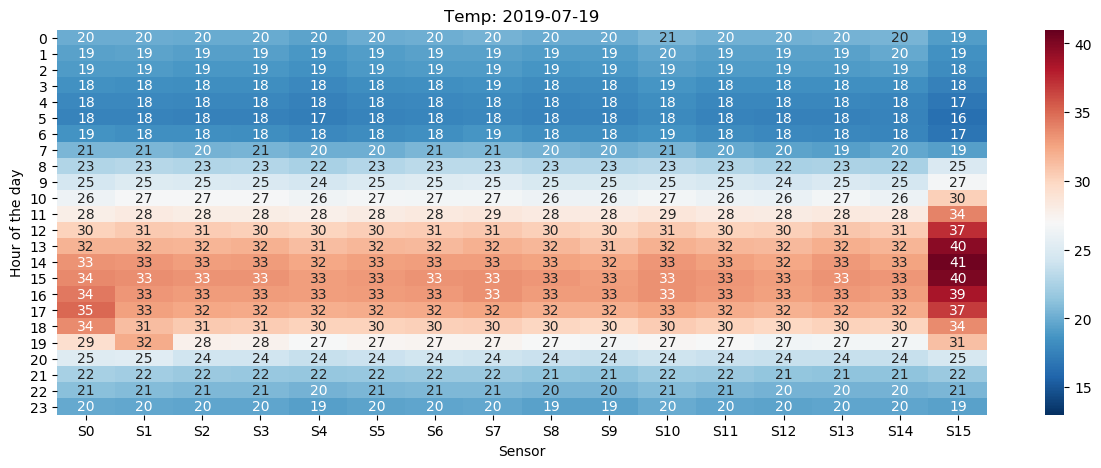 Temp: 2019-07-19
Hour of the day
0 20 20 20 20 20 20 20 20 20 20 21 20 20 20 20 19
1 19 19 19 19 19 19 19 19 19 19 20 19 19 19 20 19
2 19 19 19 19 18 19 19 19 19 19 19 19 19 19 19 18
3 18 18 18 18 18 18 18 19 18 18 19 18 18 18 18 18
4 18 18 18 18 18 18 18 18 18 18 18 18 18 18 18 17
5 18 18 18 18 17 18 18 18 18 18 18 18 18 18 18 16
6 19 18 18 18 18 18 18 18 18 18 19 18 18 18 18 17
7 21 21 20 21 20 20 21 21 20 20 21 20 20 19 20 19
8 23 23 23 23 22 23 23 23 23 23 23 23 22 23 22 25
9 25 25 25 25 24 25 25 25 25 25 25 25 24 25 25 27
10 26 27 27 27 26 27 27 27 26 26 27 26 26 27 26 30
11 28 28 28 28 28 28 28 29 28 28 29 28 28 28 28 34
12 30 31 31 30 30 30 31 31 30 30 31 30 30 31 31 37
13 32 32 32 32 31 32 32 32 32 31 32 32 32 32 32 40
14 33 33 33 33 32 33 33 33 33 32 33 33 32 33 33 41
15 34 33 33 33 33 33 33 33 33 33 33 33 33 33 33 40
16 34 33 33 33 33 33 33 33 33 33 33 33 33 33 33 39
17 35 33 32 32 32 32 32 32 32 32 33 32 32 32 32 37
18 34 31 31 31 30 30 30 30 30 30 30 30 30 30 30 34
19 29 32 28 28 27 27 27 27 27 27 27 27 27 27 27 31
20 25 25 24 24 24 24 24 24 24 24 24 24 24 24 24 25
21 22 22 22 22 22 22 22 21 21 21 22 22 21 21 21 22
22 21 21 21 21 20 21 21 21 20 20 21 21 20 20 20 21
23 20 20 20 20 19 20 20 20 19 19 20 20 20 20 20 19
S0 S1 S2 S3 S4 S5 S6 S7 S8 S9 S10 S11 S12 S13 S14 S15
Sensor
40
35
30
25
20
15